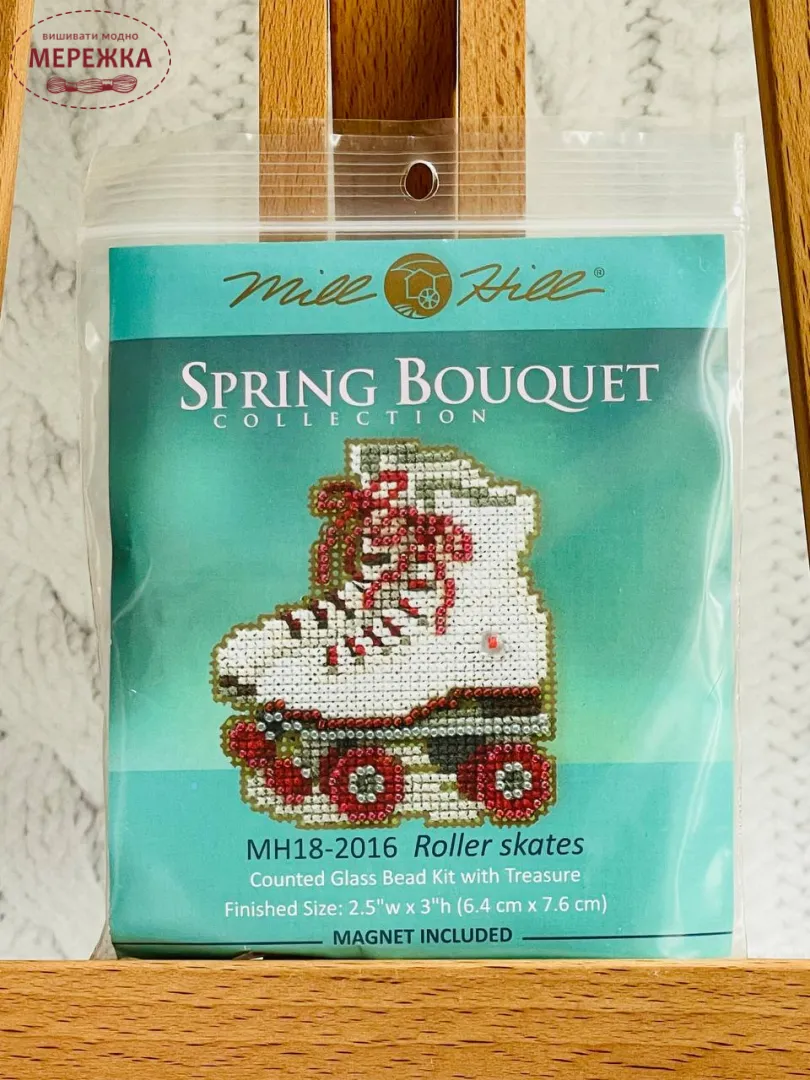 вишивати модно
МЕРЕЖКА
Mill Hill®
SPRING BOUQUET
COLLECTION
MH18-2016 Roller skates
Counted Glass Bead Kit with Treasure
Finished Size: 2.5"w x 3"h (6.4 cm x 7.6 cm)
MAGNET INCLUDED